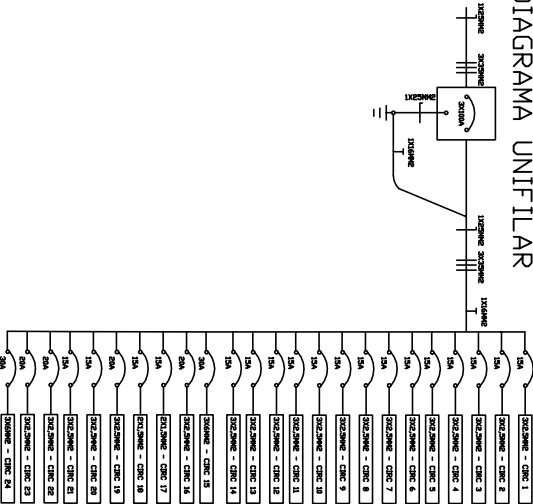 DIAGRAMA UNIFILAR
1X25MM2
3X35MM2
3X100A
1X25MM2
1X16MM2
1X25MM2
3X35MM2
1X16MM2
15A
3X2,5MM2 - CIRC 1
15A
3X2,5MM2 - CIRC 2
15A
3X2,5MM2 - CIRC 3
15A
3X2,5MM2 - CIRC 4
15A
3X2,5MM2 - CIRC 5
15A
3X2,5MM2 - CIRC 6
15A
3X2,5MM2 - CIRC 7
15A
3X2,5MM2 - CIRC 8
15A
3X2,5MM2 - CIRC 9
15A
3X2,5MM2 - CIRC 10
15A
3X2,5MM2 - CIRC 11
15A
3X2,5MM2 - CIRC 12
15A
3X2,5MM2 - CIRC 13
15A
3X2,5MM2 - CIRC 14
30A
3X6MM2 - CIRC 15
20A
3X2,5MM2 - CIRC 16
15A
2X1,5MM2 - CIRC 17
15A
2X1,5MM2 - CIRC 18
20A
3X2,5MM2 - CIRC 19
15A
3X2,5MM2 - CIRC 20
15A
3X2,5MM2 - CIRC 21
20A
3X2,5MM2 - CIRC 22
20A
3X2,5MM2 - CIRC 23
30A
3X6MM2 - CIRC 24